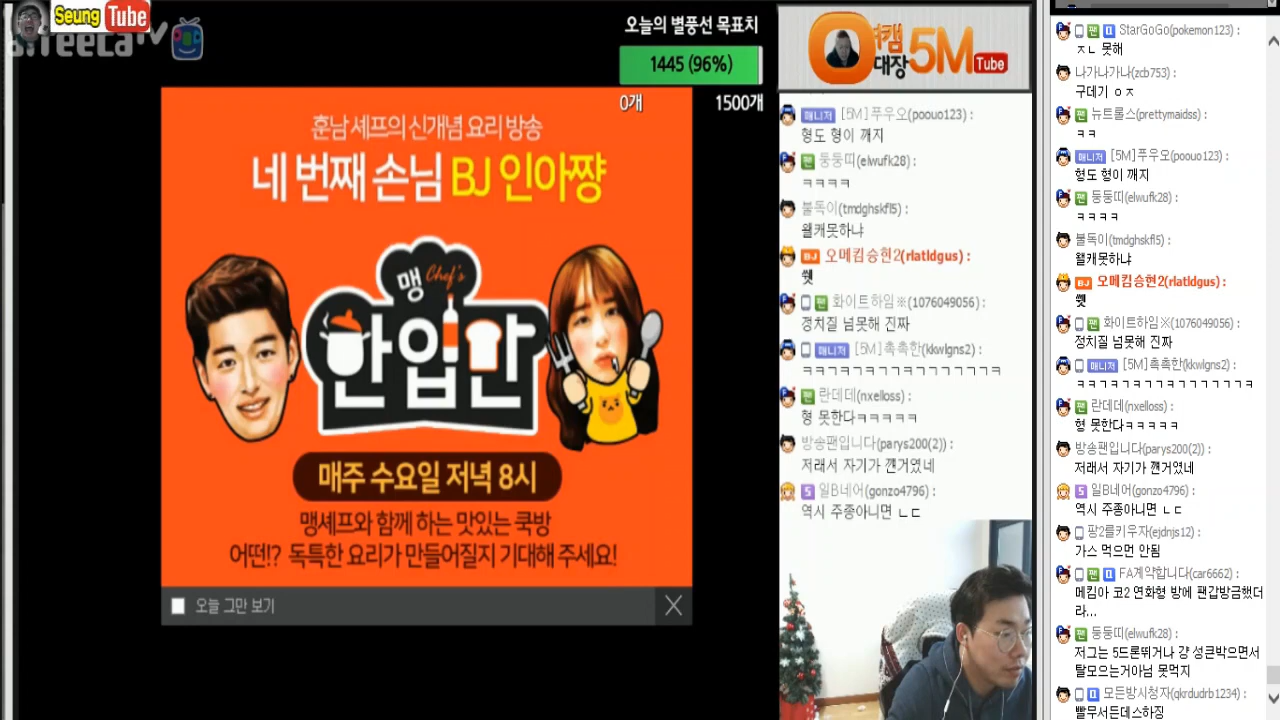 Seung Tube
afreecaTV
오늘의 별풍선 목표치
1445 (96%)
0개 1500개
훈남 셰프의 신개념 요리 방송
네 번째 손님 BJ 인아쨩
맹 Chef's
한입만
매주 수요일 저녁 8시
맹셰프와 함께 하는 맛있는 쿡방
어떤!? 독특한 요리가 만들어질지 기대해 주세요!
오늘 그만 보기
대장 5M Tube
매니저 [5M]푸우오(poouo123) :
형도 형이 깨지
팬 둥둥띠(elwufk28) :
ㅋㅋㅋㅋ
불독이(tmdghskfl5) :
왤캐못하냐
BJ 오메킴승현2(rlatldgus) :
쒯
팬 화이트하임※(1076049056) :
정치질 넘못해 진짜
매니저 [5M]촉촉한(kkwlgns2) :
ㅋㅋㄱㅋㄱㅋㄱㄱㅋㄱㅋㅋㅋㅋㅋㅋ
팬 란데데(nxelloss) :
형 못한다ㅋㅋㅋㅋㅋ
방송팬입니다(parys200(2)) :
저래서 자기가 깬거였네
S 일B네어(gonzo4796) :
역시 주종아니면 ㄴㄷ
팬 StarGoGo(pokemon123) :
ㅈㄴ 못해
나가나가나(zcb753) :
구데기 ㅇㅈ
팬 뉴트롤스(prettymaidss) :
ㅋㅋ
매니저 [5M]푸우오(poouo123) :
형도 형이 깨지
팬 둥둥띠(elwufk28) :
ㅋㅋㅋㅋ
불독이(tmdghskfl5) :
왤캐못하냐
BJ 오메킴승현2(rlatldgus) :
쒯
팬 화이트하임※(1076049056) :
정치질 넘못해 진짜
매니저 [5M]촉촉한(kkwlgns2) :
ㅋㅋㄱㅋㄱㅋㄱㄱㅋㄱㅋㅋㅋㅋㅋㅋ
팬 란데데(nxelloss) :
형 못한다ㅋㅋㅋㅋㅋ
방송팬입니다(parys200(2)) :
저래서 자기가 깬거였네
S 일B네어(gonzo4796) :
역시 주종아니면 ㄴㄷ
팡2를키우자(ejdnjs12) :
가스 먹으면 안됨
팬 FA계약합니다(car6662) :
메킴아 코2 연화형 방에 팬갑방금했더
라...
팬 둥둥띠(elwufk28) :
저그는 5드론뛰거나 걍 성큰박으면서
탈모으는거아님 못먹지
모든방시청자(qkrdudrb1234) :
빨무서든데스하징